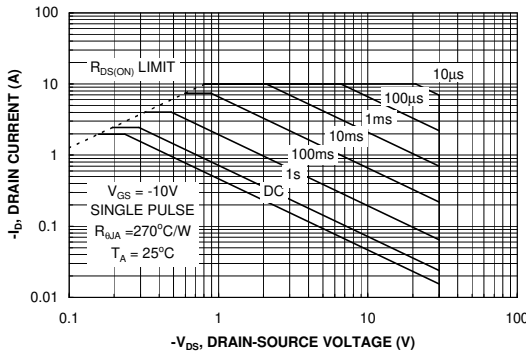 100
10
1
0.1
0.01
-I_D, DRAIN CURRENT (A)
R_DS(ON) LIMIT
10μs
100μs
1ms
10ms
100ms
1s
DC
V_GS = -10V
SINGLE PULSE
R_θJA =270°C/W
T_A = 25°C
0.1
1
10
100
-V_DS, DRAIN-SOURCE VOLTAGE (V)